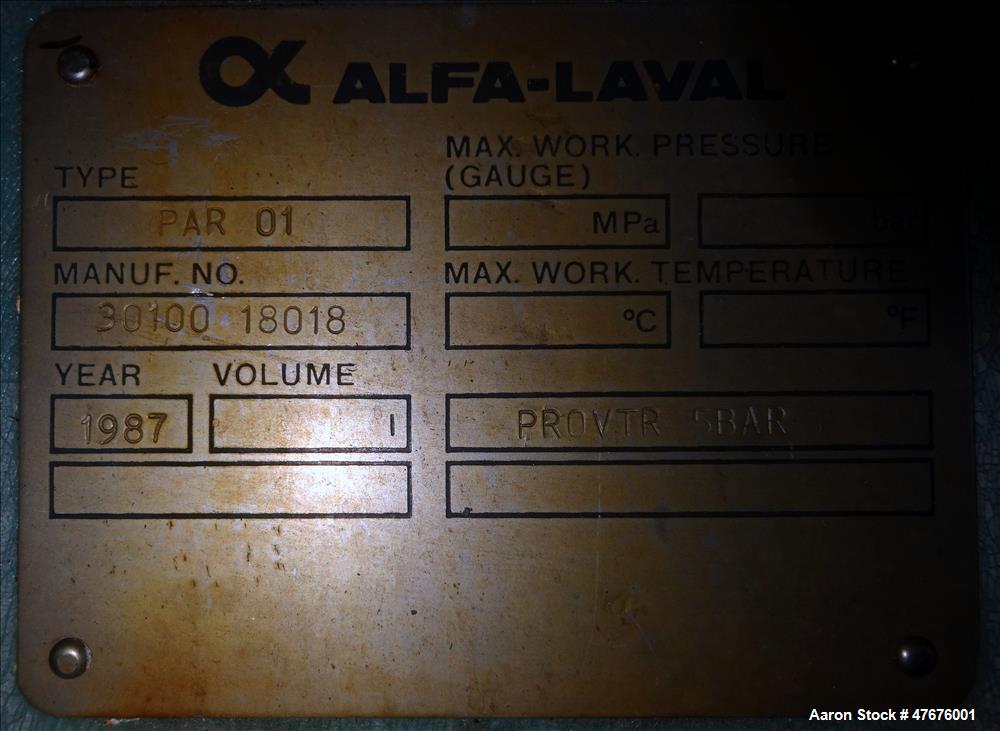 α ALFA-LAVAL
TYPE
PAR 01
MANUF. NO.
30100 18018
YEAR
1987
VOLUME
l
MAX. WORK. PRESSURE
(GAUGE)
MPa
bar
MAX. WORK. TEMPERATURE
°C
°F
PROVTR 5BAR
Aaron Stock # 47676001